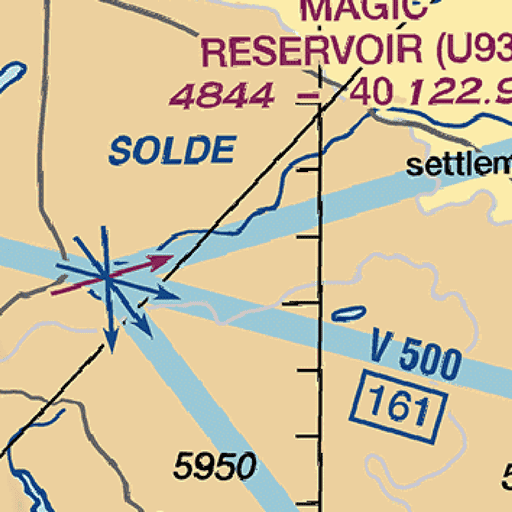 MAGIC
RESERVOIR (U93
4844 – 40 122.9
SOLDE
settlem
V 500
161
5950